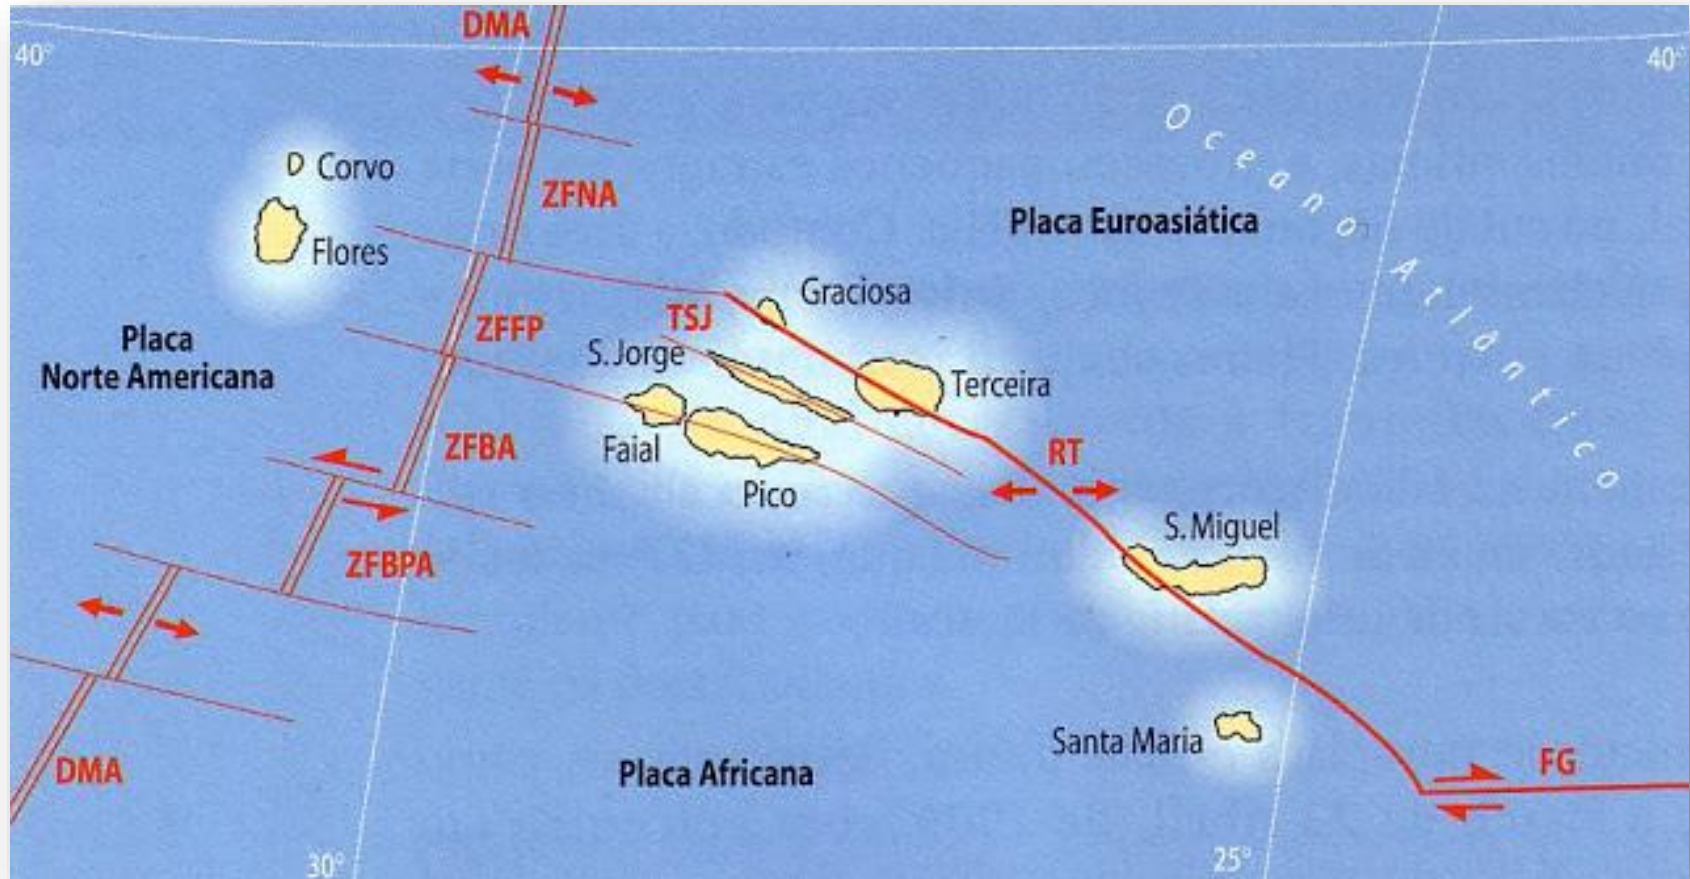 DMA
40°
40°
Oceano Atlântico
Corvo
ZFNA
Flores
Placa Euroasiática
Graciosa
TSJ
ZFFP
Placa
Norte Americana
S. Jorge
Terceira
Faial
ZFBA
RT
Pico
S. Miguel
ZFBPA
Santa Maria
DMA
Placa Africana
FG
30°
25°